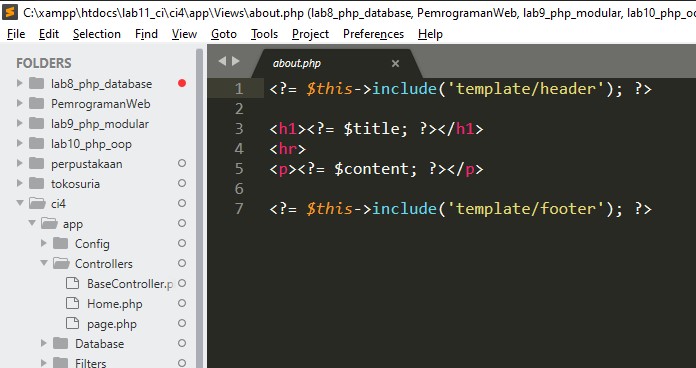 C:\xampp\htdocs\lab11_ci\ci4\app\Views\about.php (lab8_php_database, PemrogramanWeb, lab9_php_modular, lab10_php_oo
File Edit Selection Find View Goto Tools Project Preferences Help
FOLDERS
lab8_php_database
PemrogramanWeb
lab9_php_modular
lab10_php_oop
perpustakaan
tokosuria
ci4
app
Config
Controllers
BaseController.p
Home.php
page.php
Database
Filters
about.php
1 <?= $this->include('template/header'); ?>
2
3 <h1><?= $title; ?></h1>
4 <hr>
5 <p><?= $content; ?></p>
6
7 <?= $this->include('template/footer'); ?>